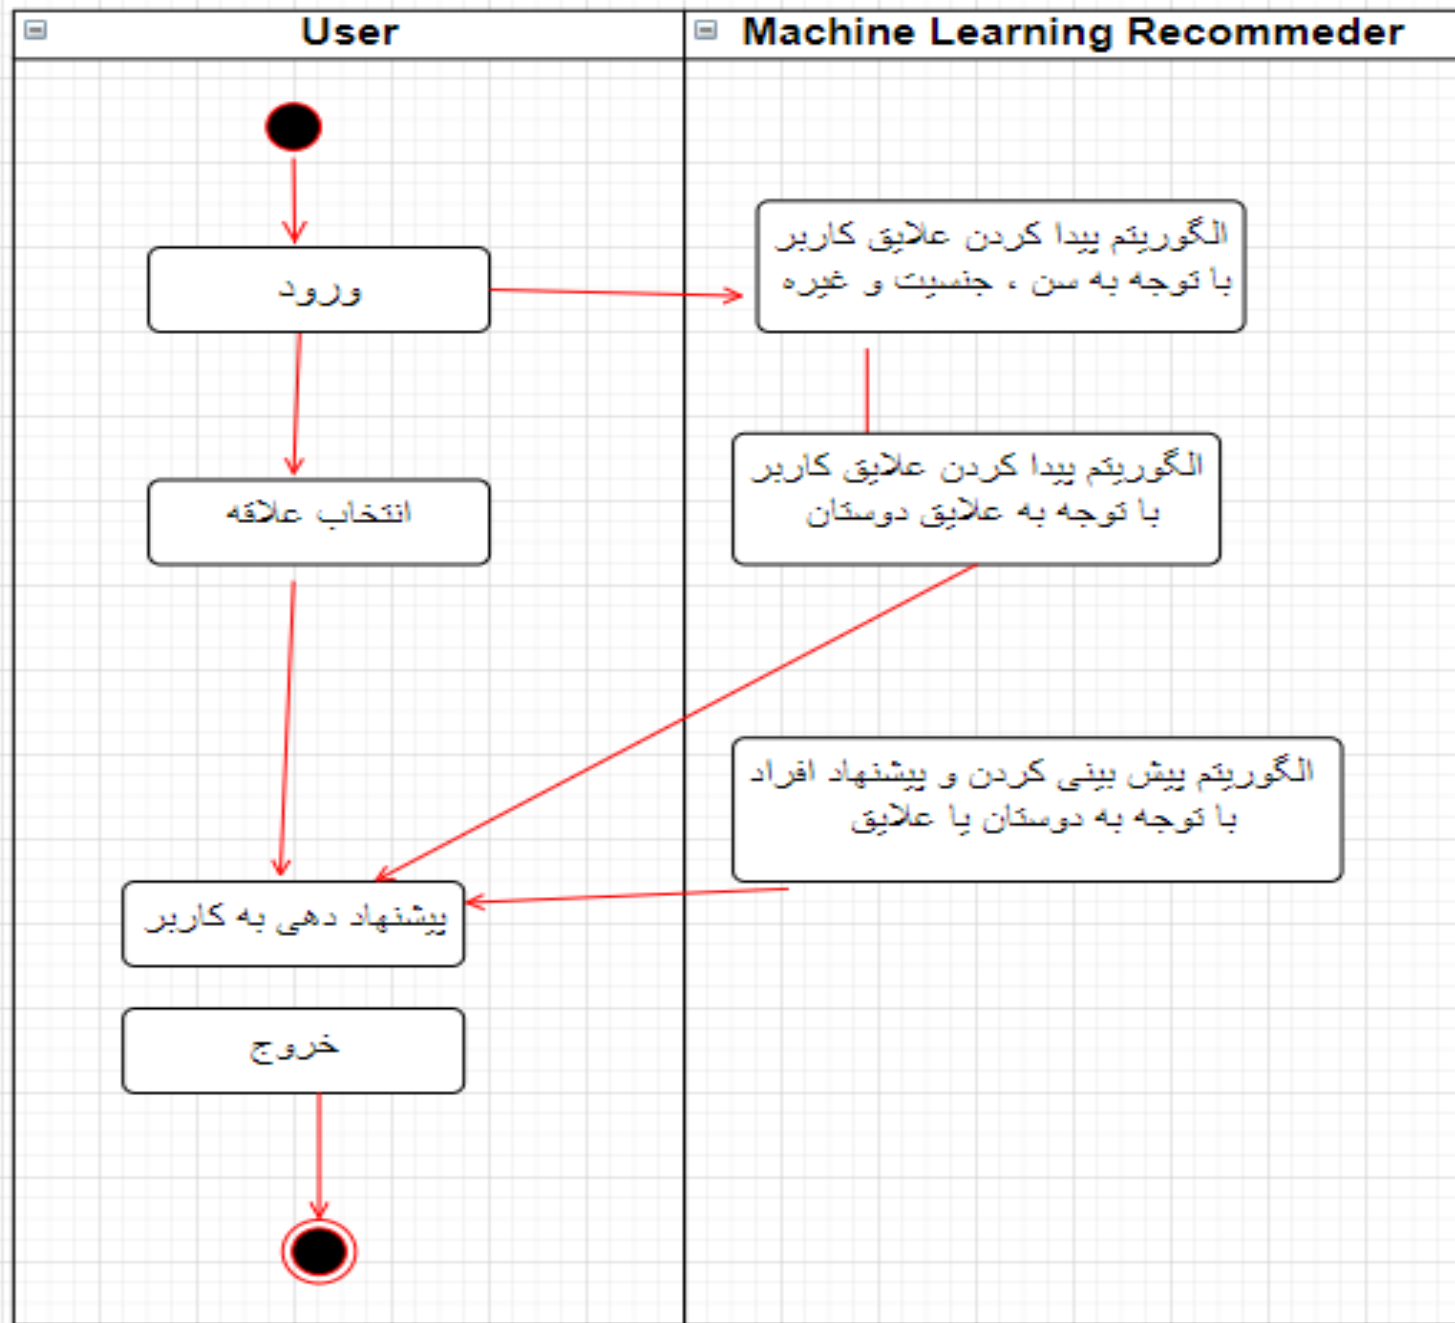 User
Machine Learning Recommeder
ورود
الگوریتم پیدا کردن علایق کاربر
با توجه به سن ، جنسیت و غیره
انتخاب علاقه
الگوریتم پیدا کردن علایق کاربر
با توجه به علایق دوستان
الگوریتم پیش بینی کردن و پیشنهاد افراد
با توجه به دوستان یا علایق
پیشنهاد دهی به کاربر
خروج